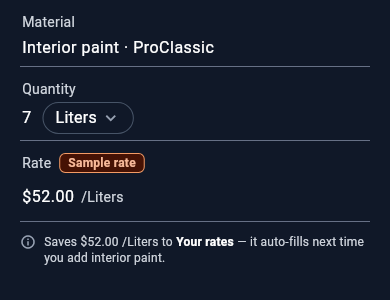 Material
Interior paint · ProClassic
Quantity
7 Liters
Rate Sample rate
$52.00 /Liters
Saves $52.00 /Liters to Your rates — it auto-fills next time
you add interior paint.